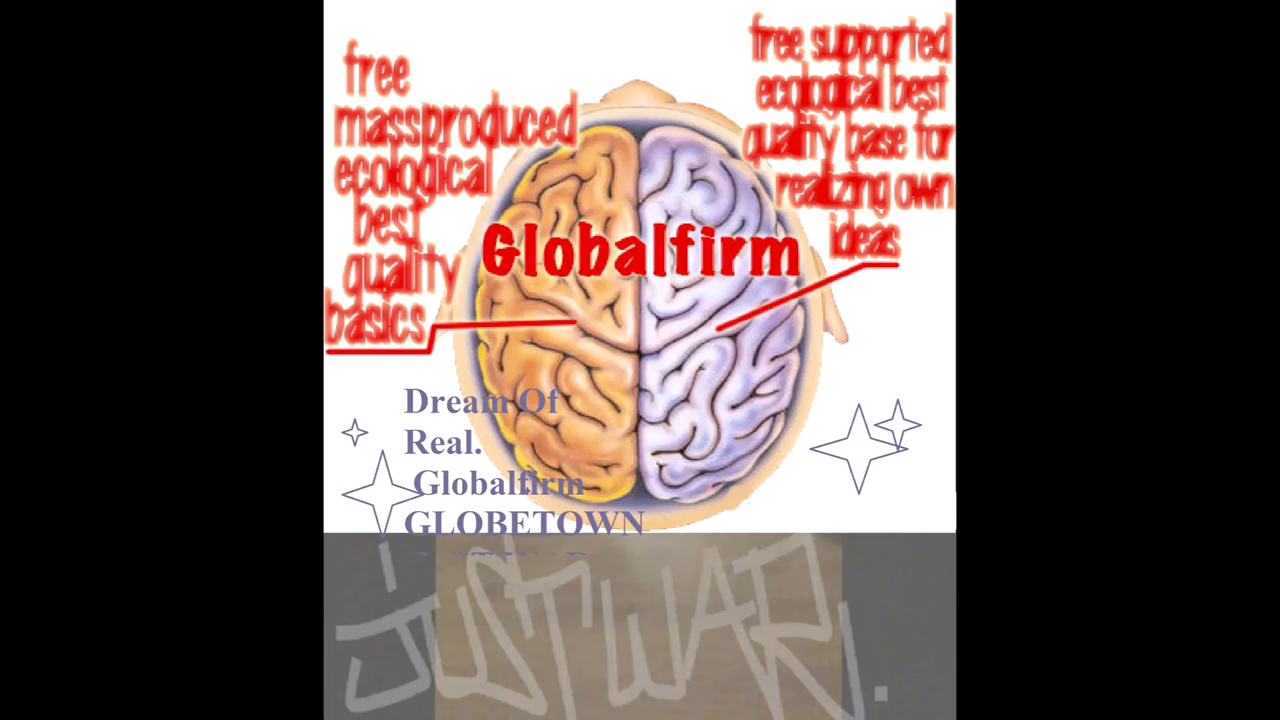 free
massproduced
ecological
best
quality
basics
free supported
ecological best
quality base for
realizing own
ideas
Globalfirm
Dream Of
Real.
Globalfirm
GLOBETOWN
JUST WAR.